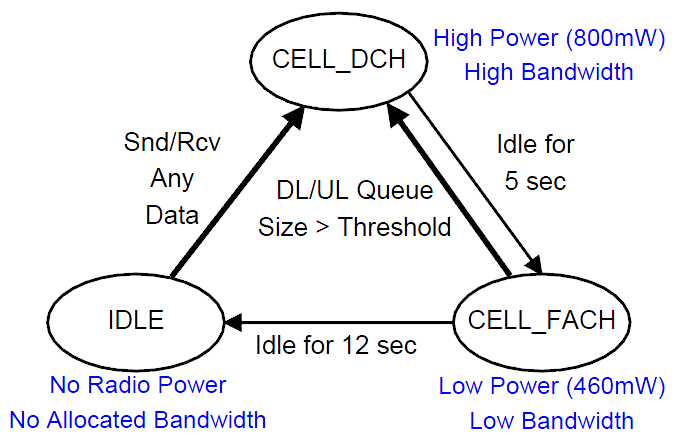 CELL_DCH
High Power (800mW)
High Bandwidth
Snd/Rcv
Any
Data
DL/UL Queue
Size > Threshold
Idle for
5 sec
IDLE
Idle for 12 sec
CELL_FACH
No Radio Power
No Allocated Bandwidth
Low Power (460mW)
Low Bandwidth